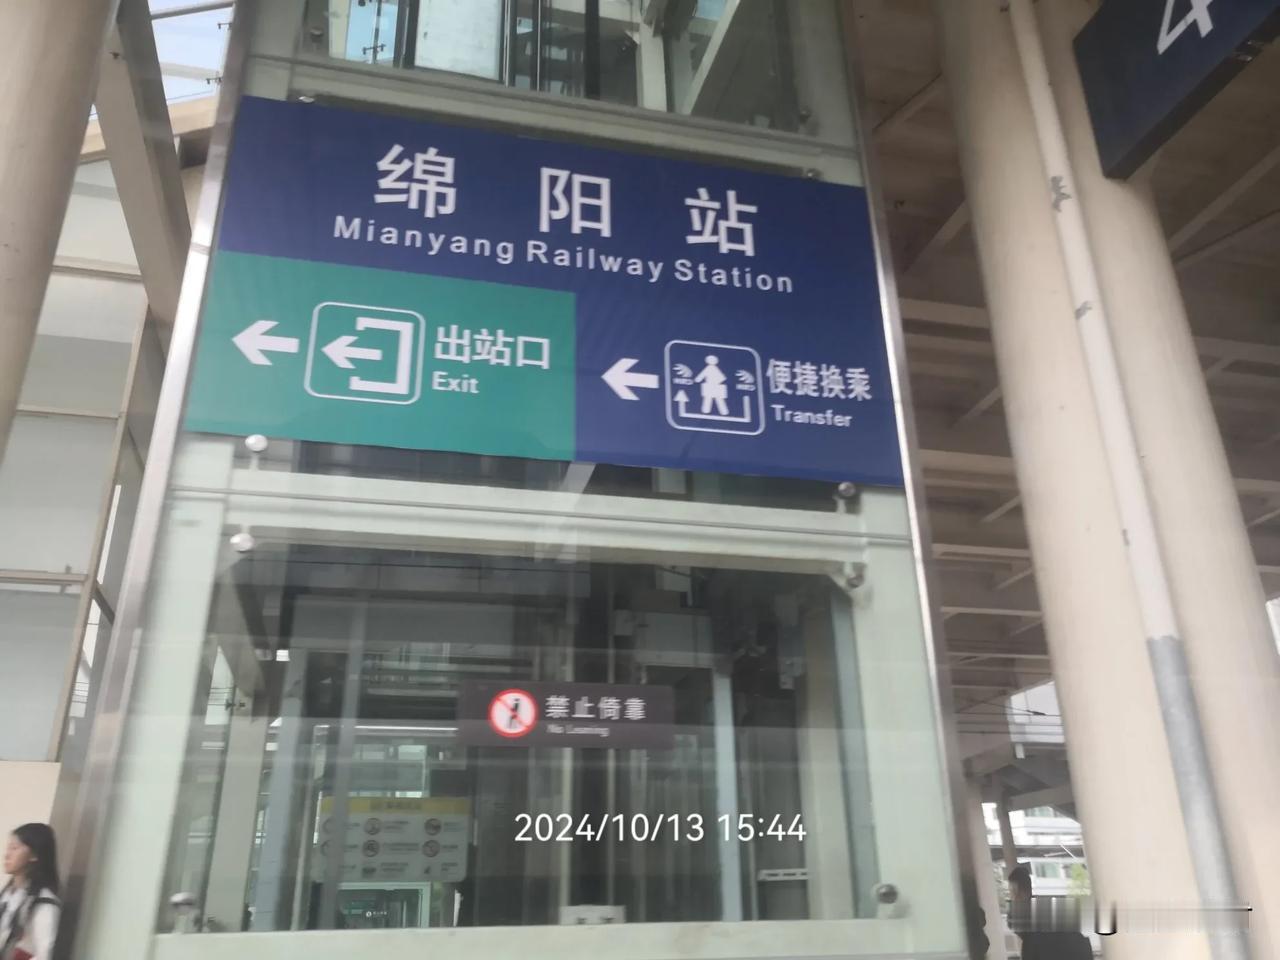 4
绵阳站
Mianyang Railway Station
出站口
Exit
便捷换乘
Transfer
禁止倚靠
No Leaning
2024/10/13 15:44